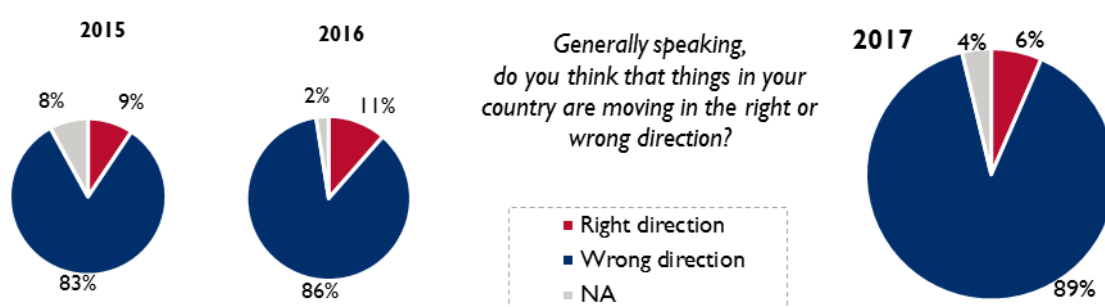 2015
8%
9%
83%
2016
2%
11%
86%
Generally speaking,
do you think that things in your
country are moving in the right or
wrong direction?
Right direction
Wrong direction
NA
2017
4%
6%
89%